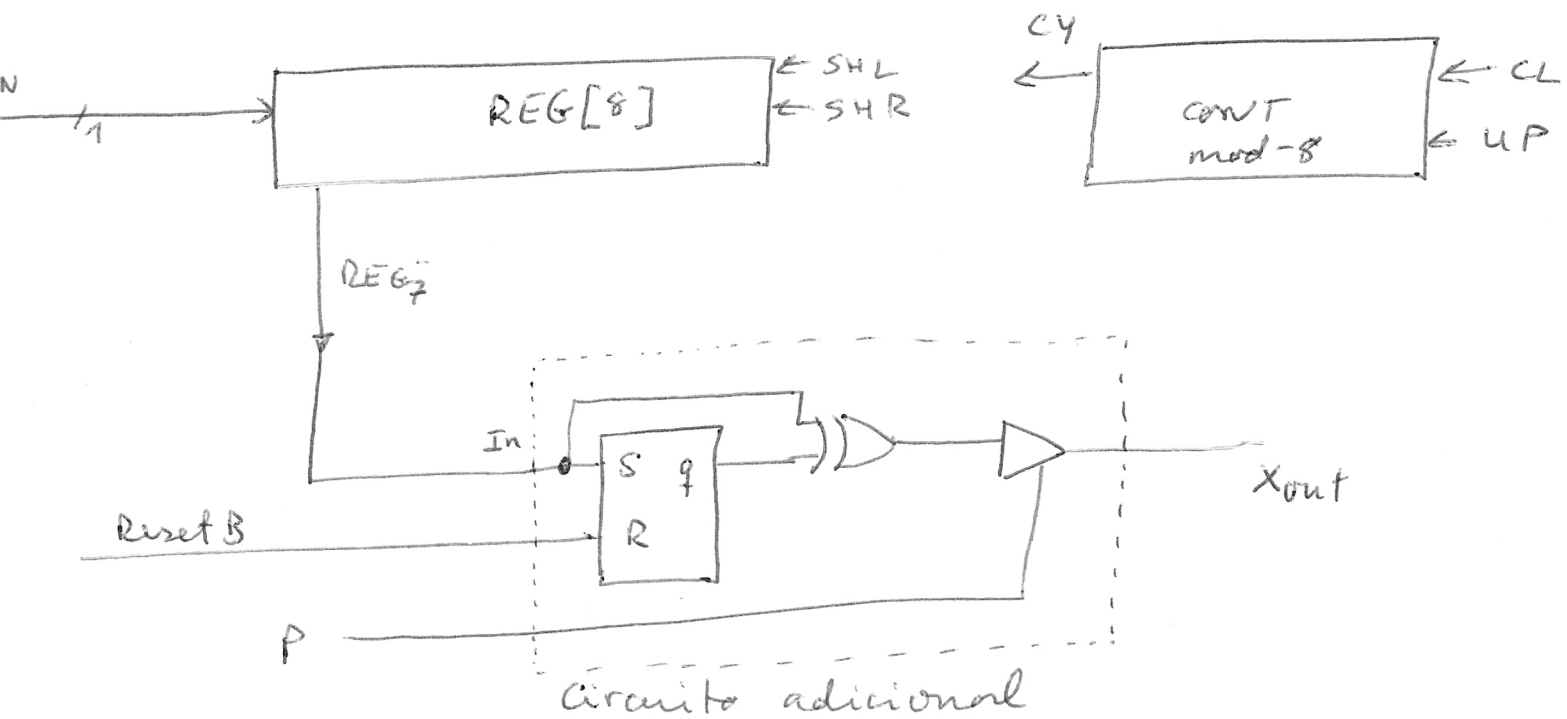 CY
N
SHL
CL
REG[8]
SHR
CONT
mod-8
UP
1
REG7
In
S q
Xout
Reset B
R
P
Circuito adicional